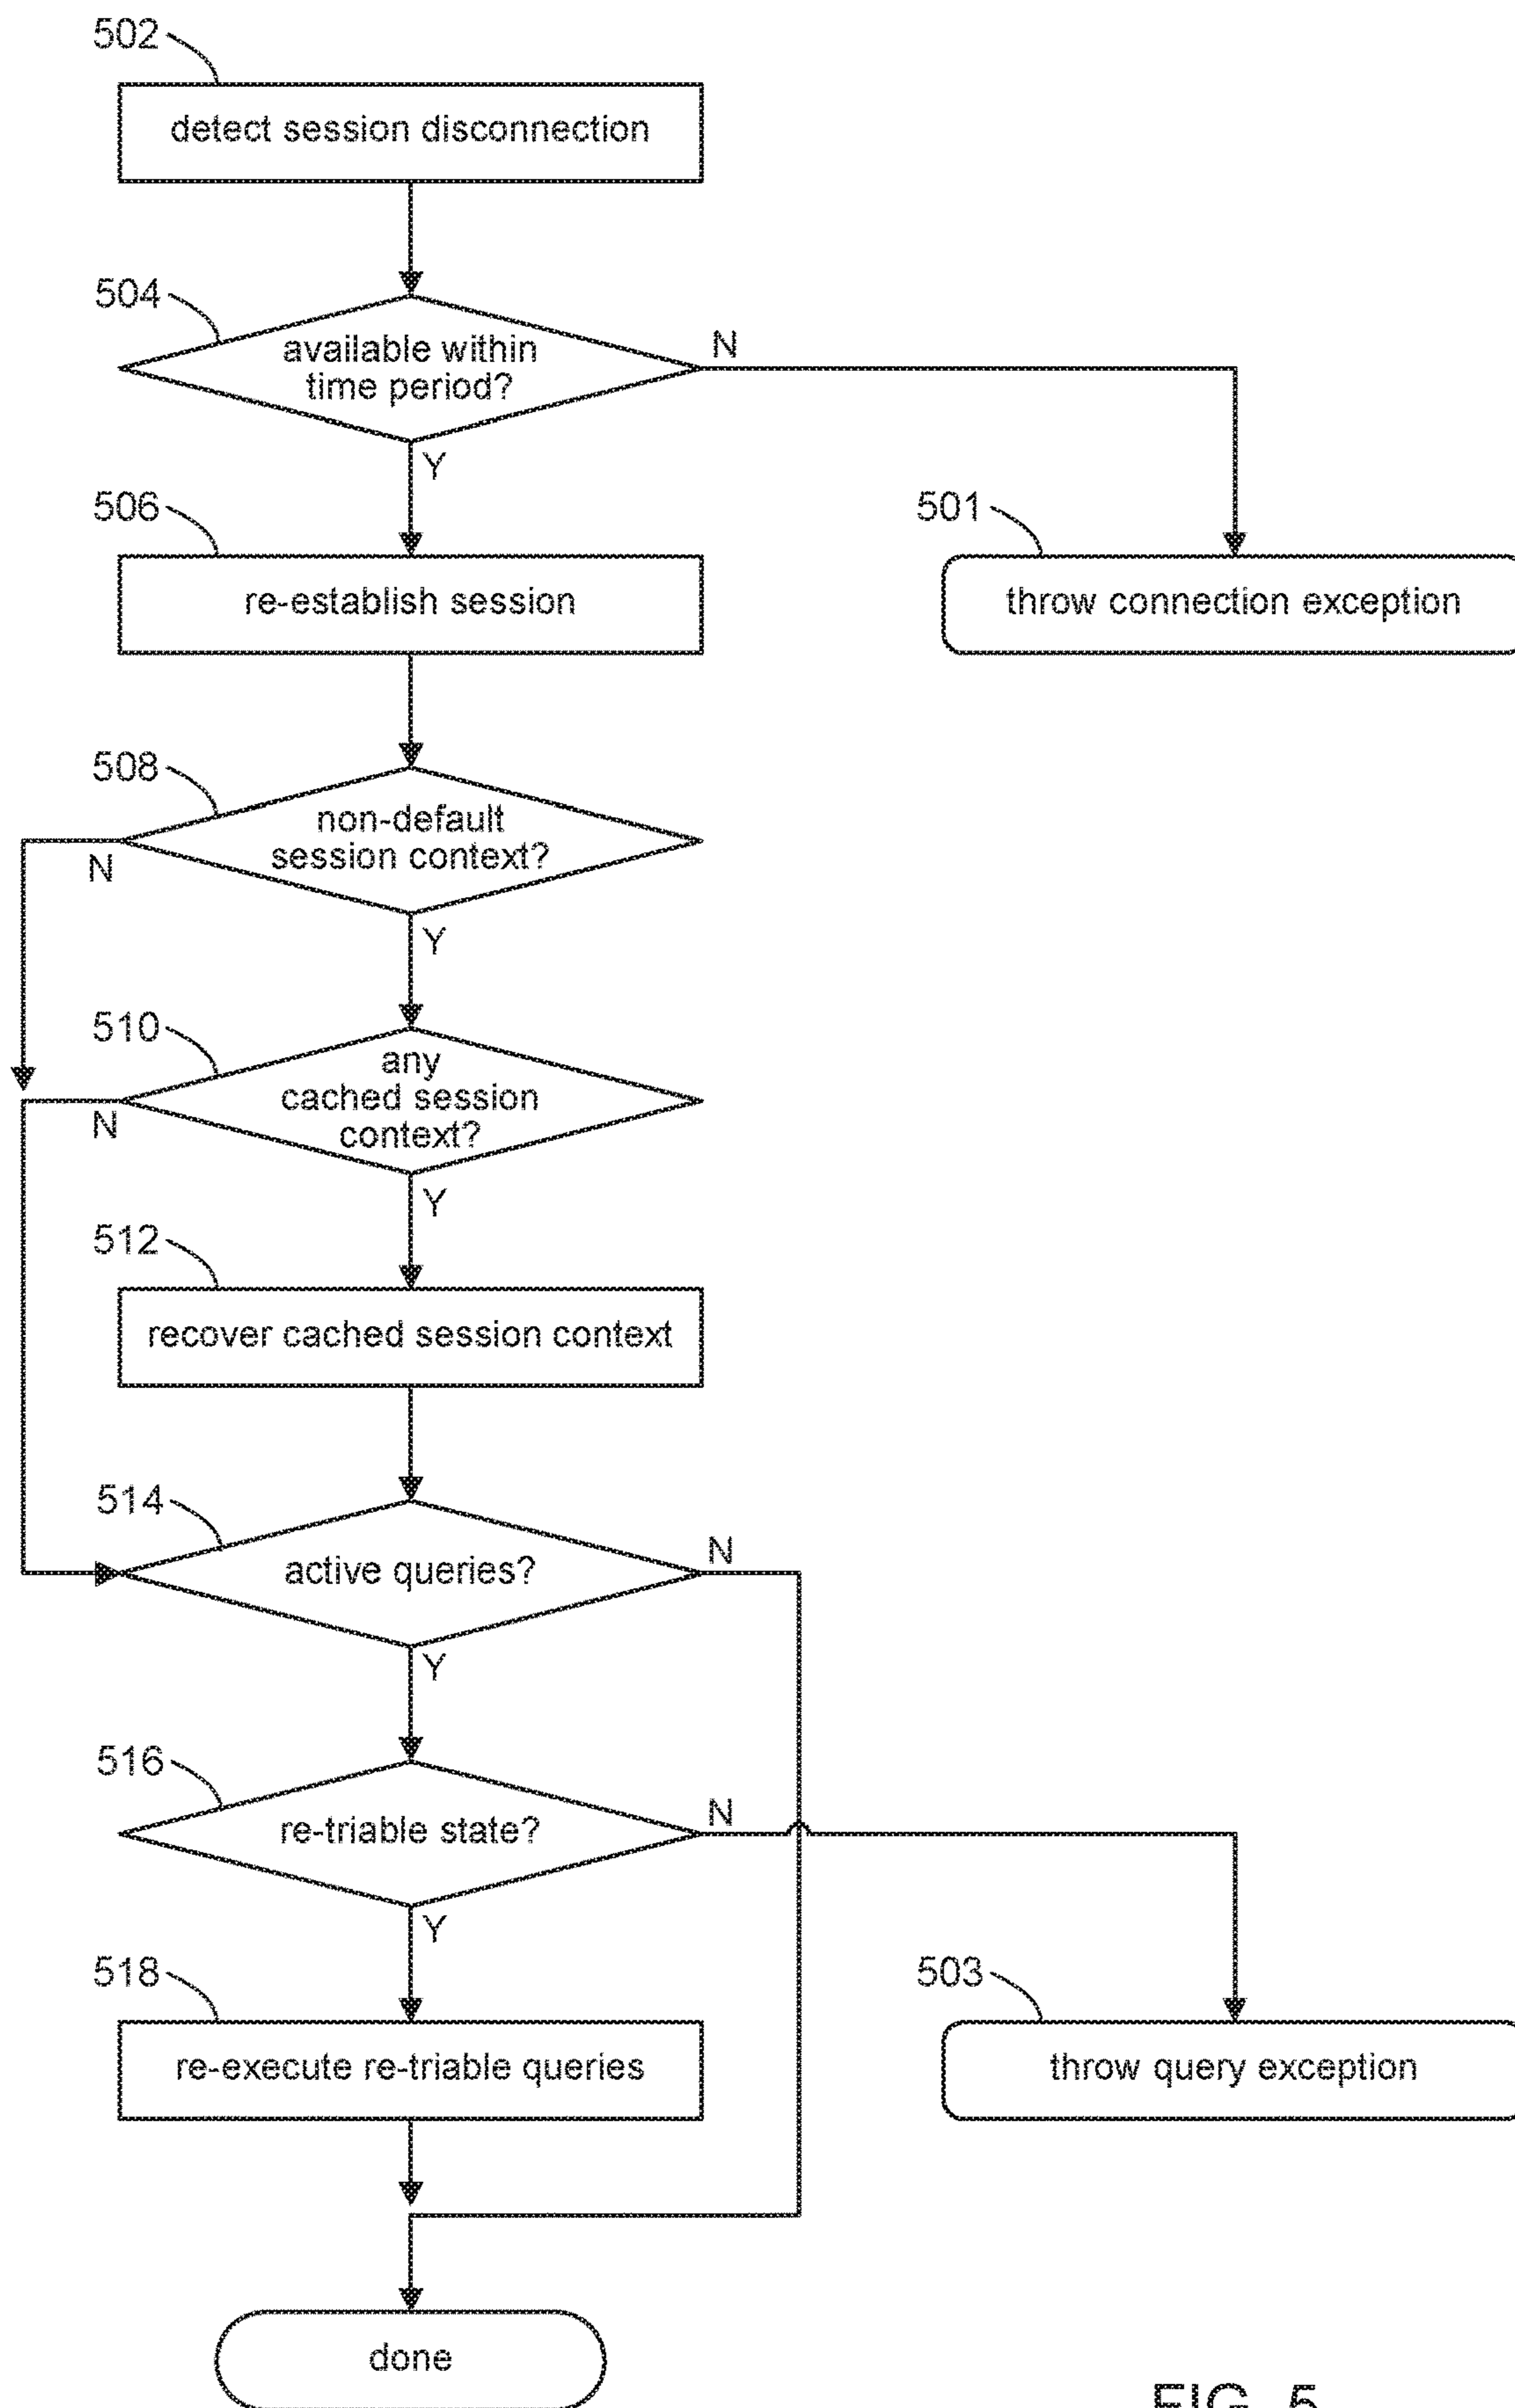 502
detect session disconnection
504
available within
time period?
N
Y
506
re-establish session
501
throw connection exception
508
non-default
session context?
N
Y
510
any
cached session
context?
N
Y
512
recover cached session context
514
active queries?
N
Y
516
re-triable state?
N
Y
518
re-execute re-triable queries
503
throw query exception
done
FIG. 5